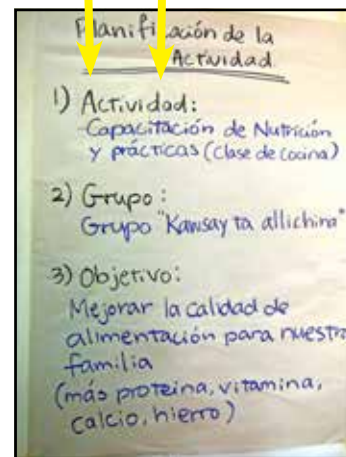 Planificación de la
Actividad
1) Actividad:
-Capacitación de Nutrición
y prácticas (Clase de Cocina)
2) Grupo:
Grupo "Kawsay ta allichina"
3) Objetivo:
Mejorar la calidad de
alimentación para nuestra
familia
(más proteína, vitamina,
calcio, hierro)